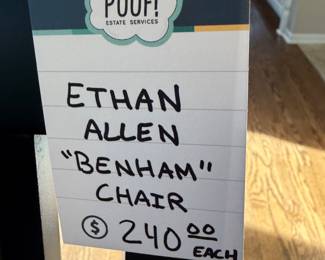 POOF!
ESTATE SERVICES
ETHAN
ALLEN
"BENHAM"
CHAIR
$ 240.00
EACH